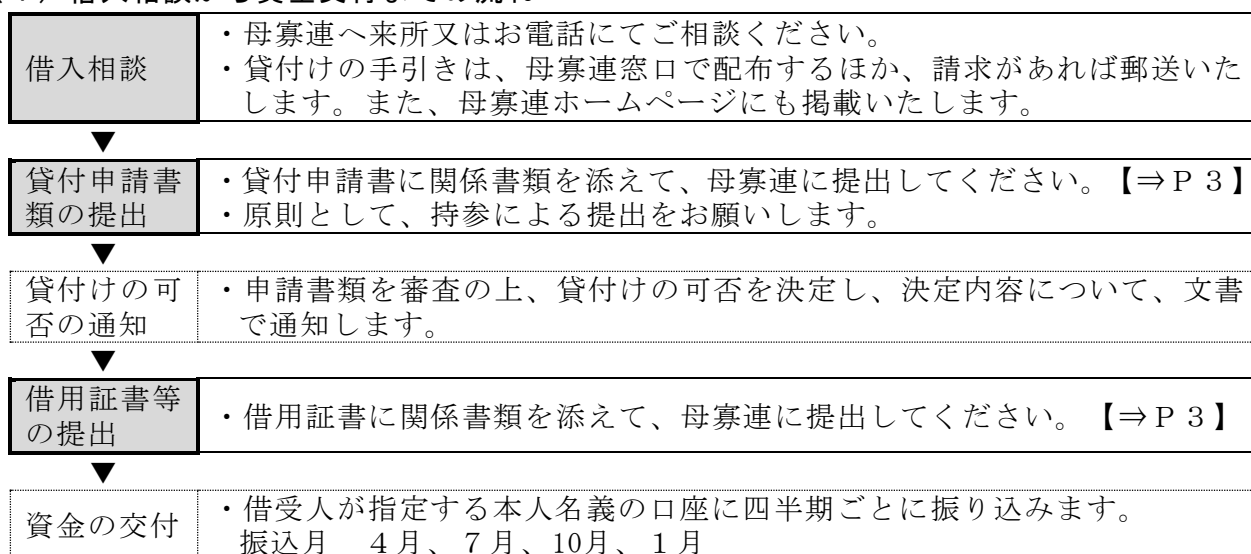 借入相談
・母寡連へ来所又はお電話にてご相談ください。
・貸付けの手引きは、母寡連窓口で配布するほか、請求があれば郵送いた
します。また、母寡連ホームページにも掲載いたします。
▼
貸付申請書
類の提出
・貸付申請書に関係書類を添えて、母寡連に提出してください。【⇒Ｐ３】
・原則として、持参による提出をお願いします。
▼
貸付けの可
否の通知
・申請書類を審査の上、貸付けの可否を決定し、決定内容について、文書
で通知します。
▼
借用証書等
の提出
・借用証書に関係書類を添えて、母寡連に提出してください。【⇒Ｐ３】
▼
資金の交付
・借受人が指定する本人名義の口座に四半期ごとに振り込みます。
振込月　４月、７月、10月、１月